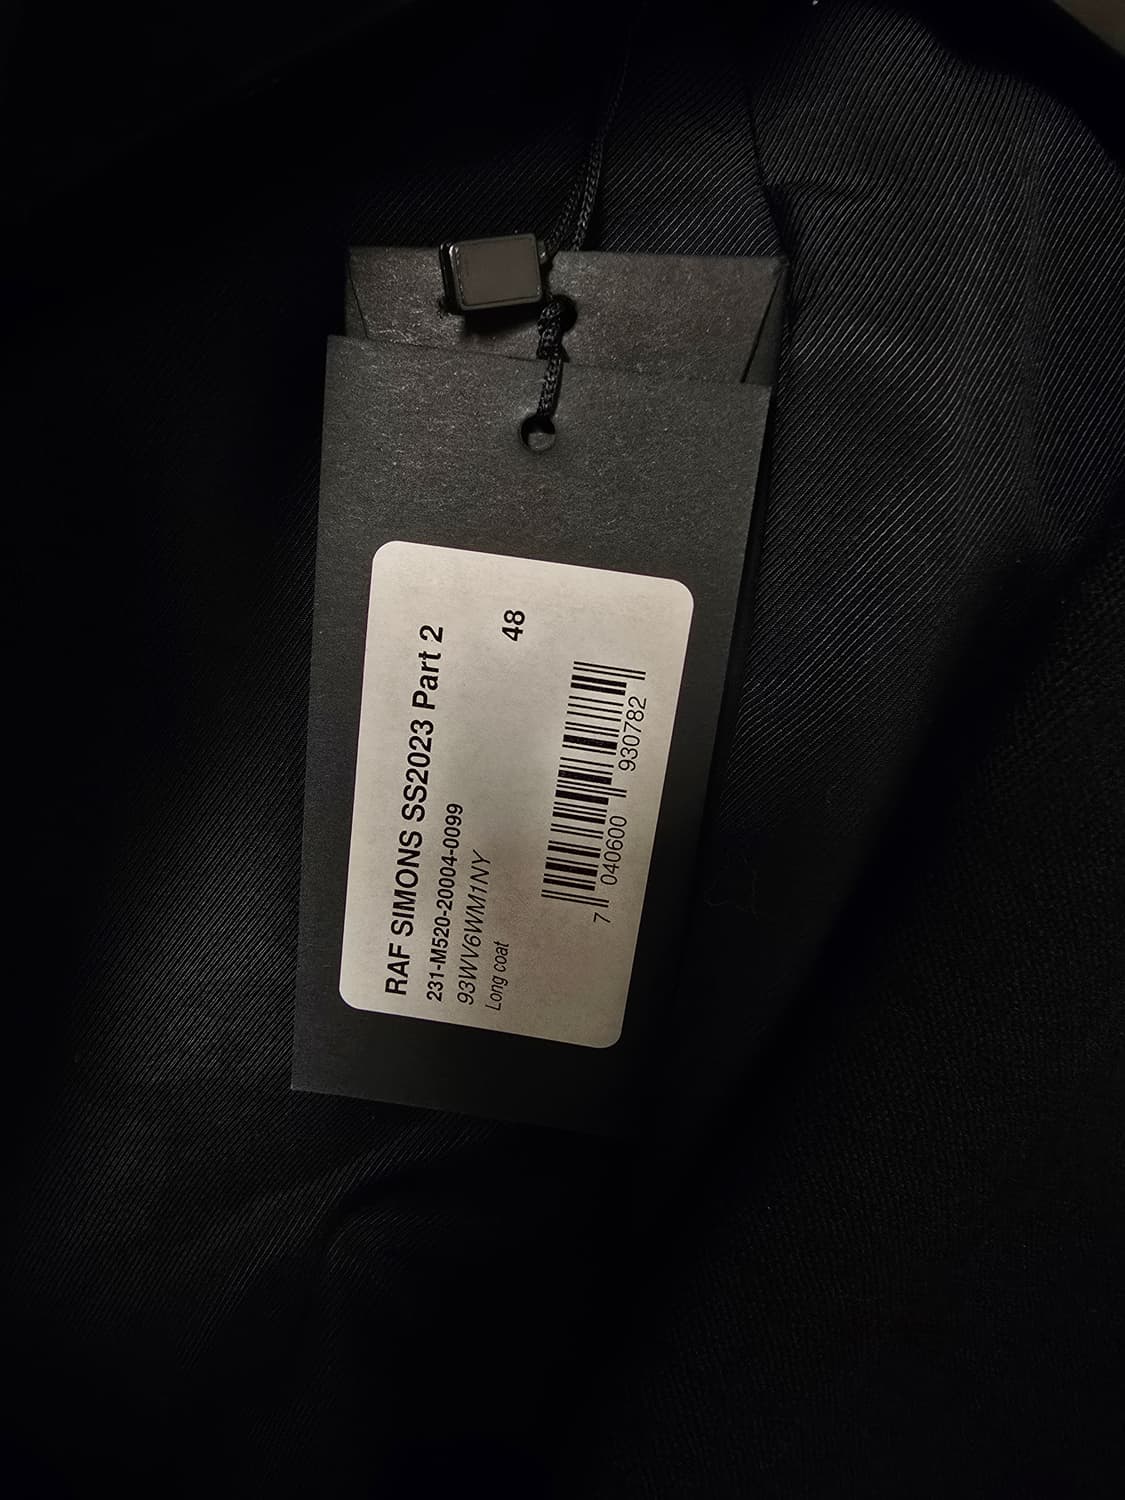 RAF SIMONS SS2023 Part 2
231-M520-20004-0099
93WV6WM1NY
Long coat
48
7 040600 930782